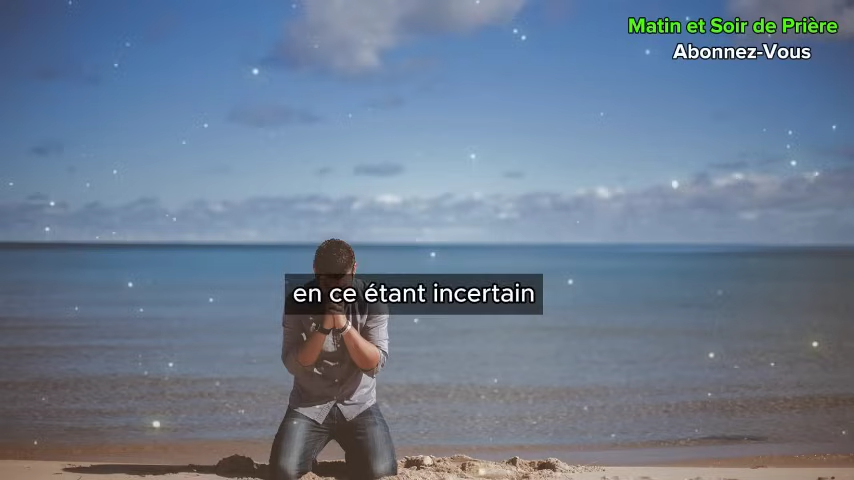 Matin et Soir de Prière
Abonnez-Vous
en ce étant incertain